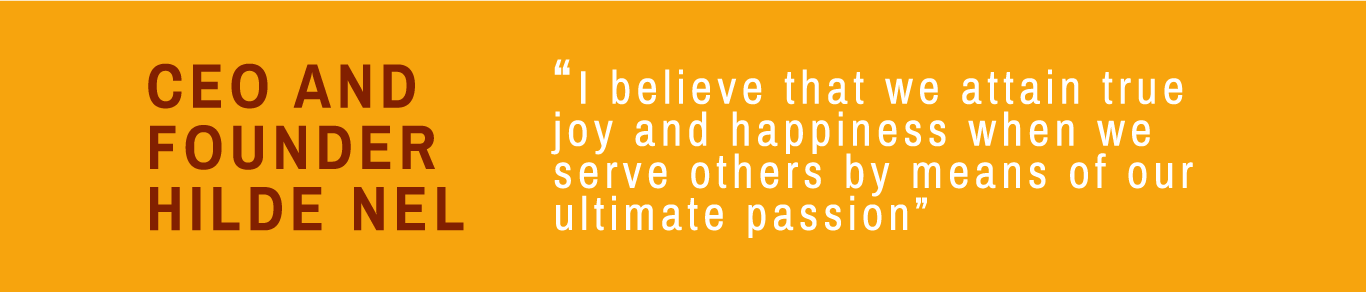 CEO AND
FOUNDER
HILDE NEL
“I believe that we attain true
joy and happiness when we
serve others by means of our
ultimate passion”